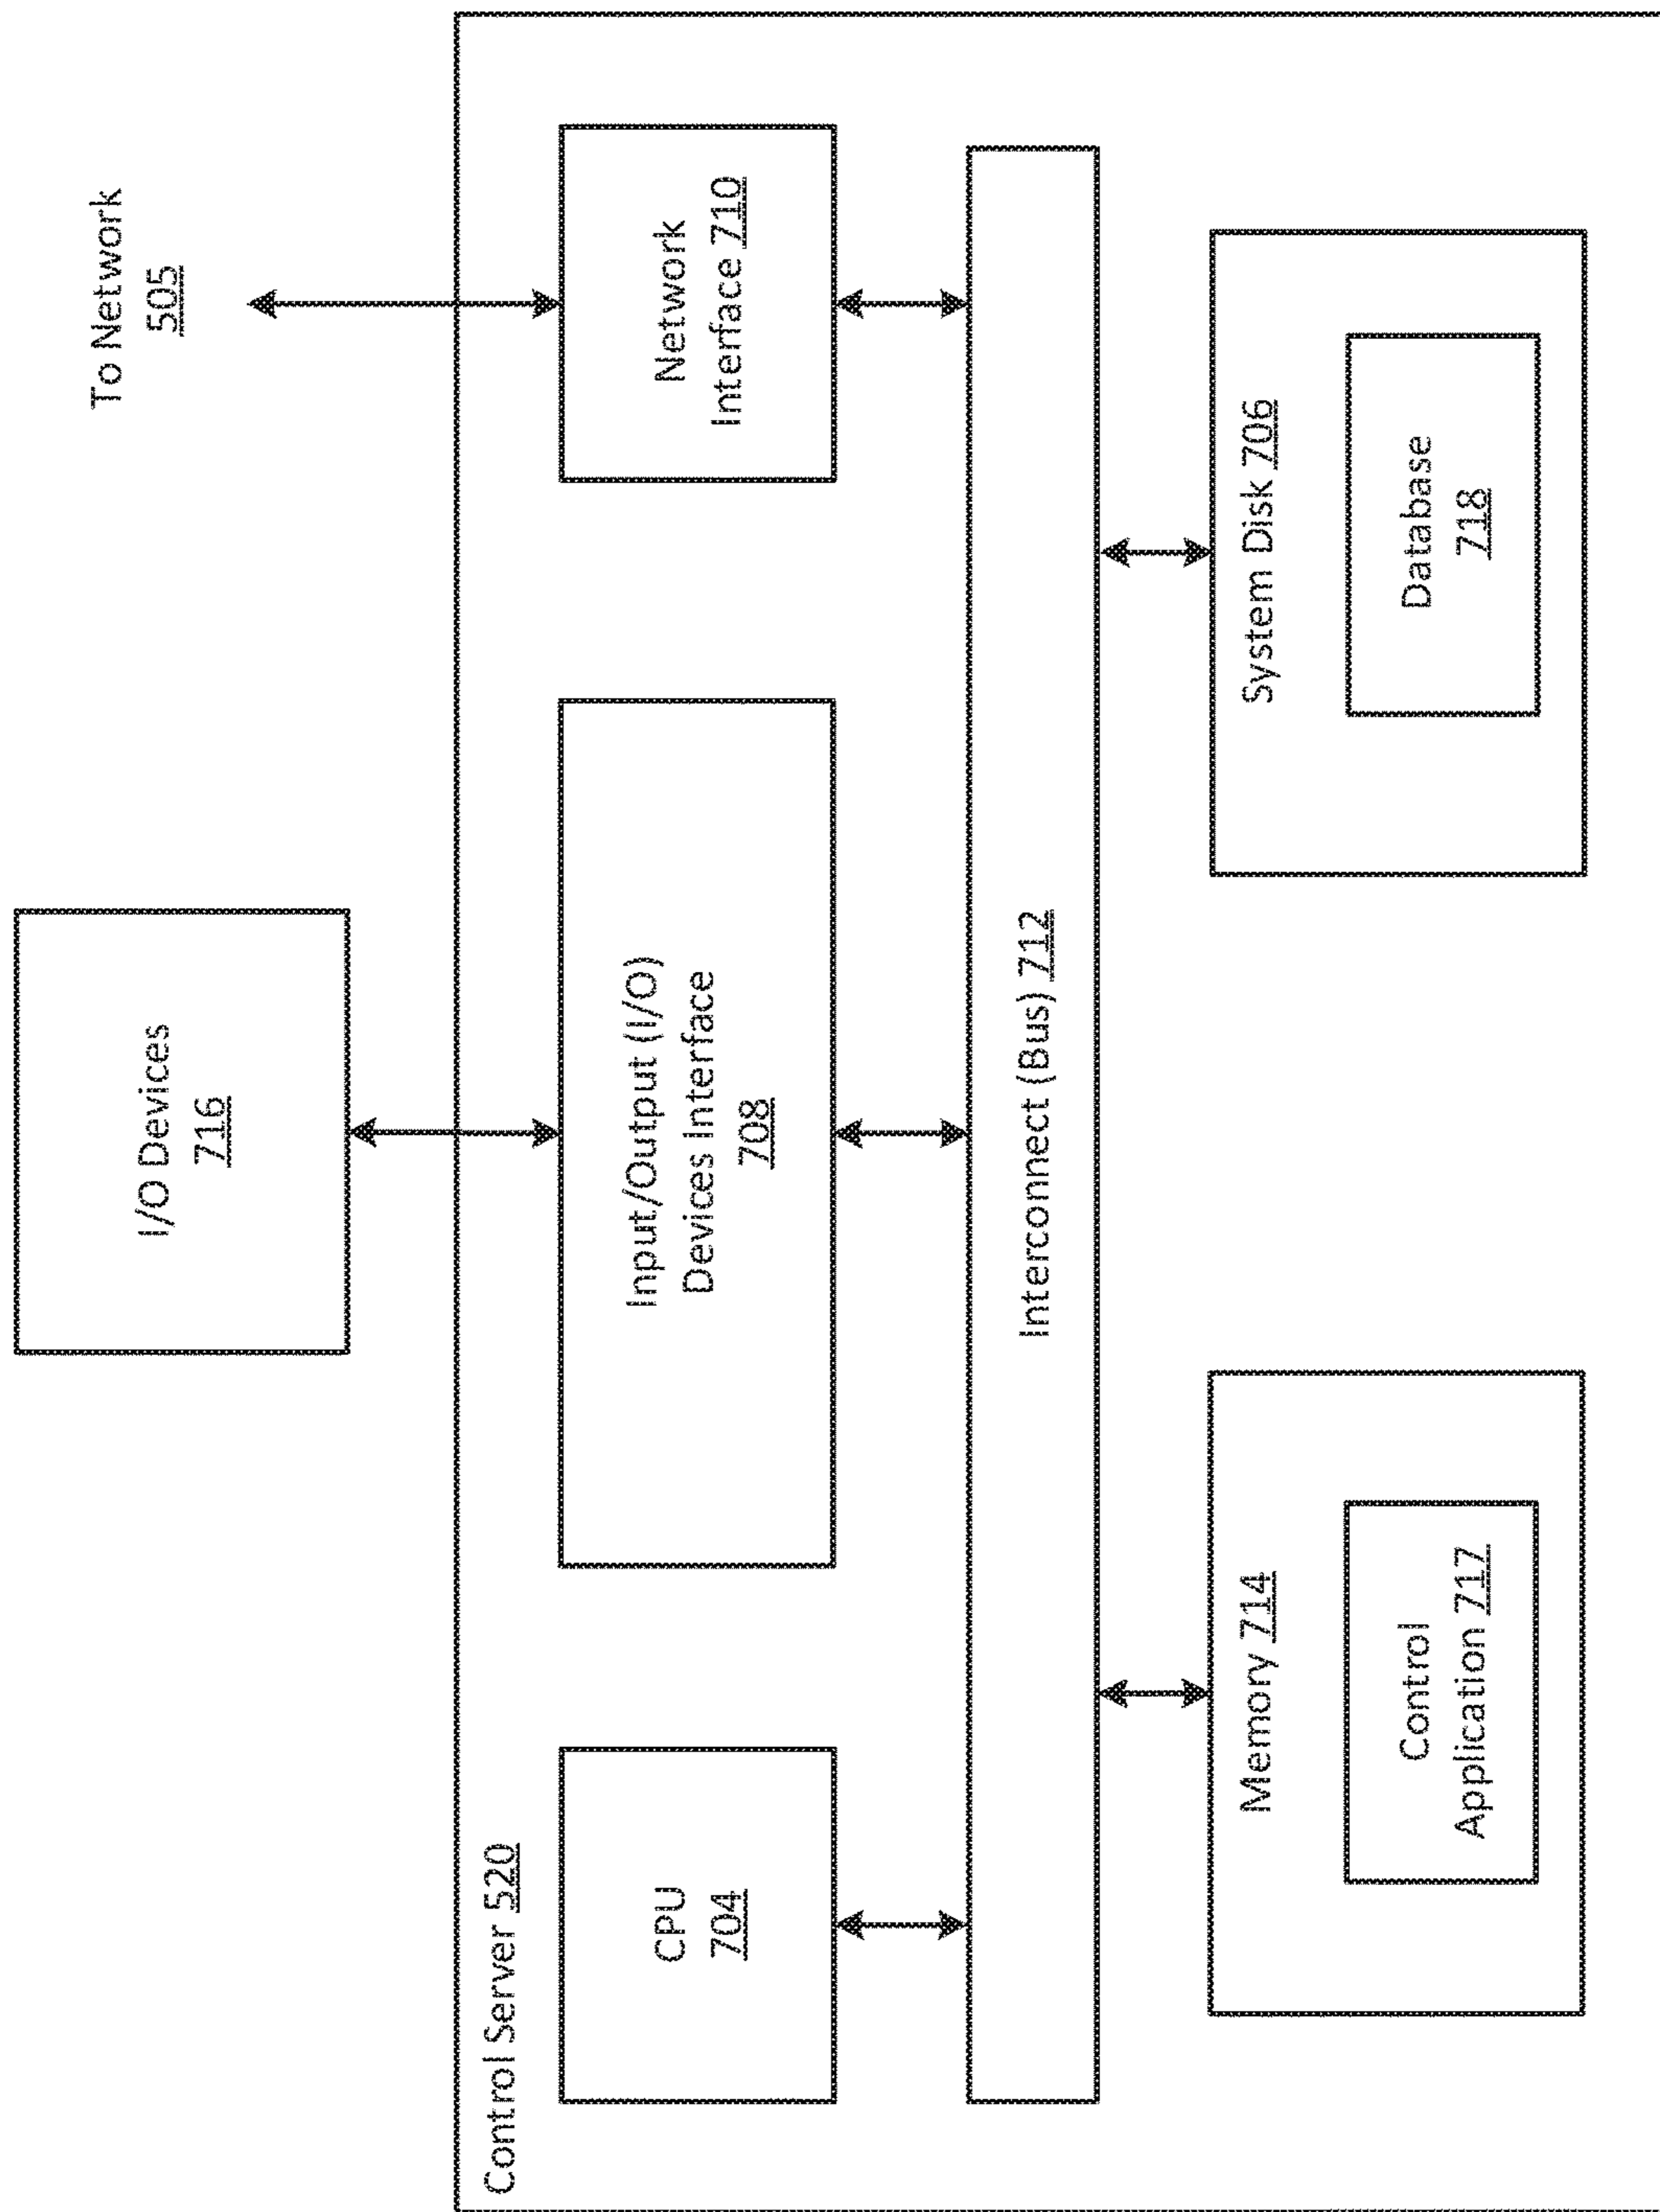 I/O Devices
716
To Network
505
Control Server 520
CPU
704
Input/Output (I/O)
Devices Interface
708
Network
Interface 710
Interconnect (Bus) 712
Memory 714
Control
Application 717
System Disk 706
Database
718